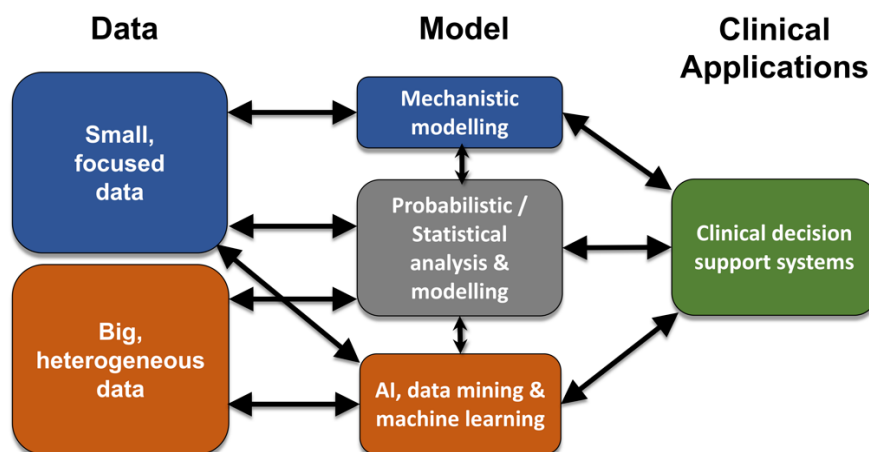 Data
Model
Clinical
Applications
Small,
focused
data
Big,
heterogeneous
data
Mechanistic
modelling
Probabilistic /
Statistical
analysis &
modelling
AI, data mining &
machine learning
Clinical decision
support systems